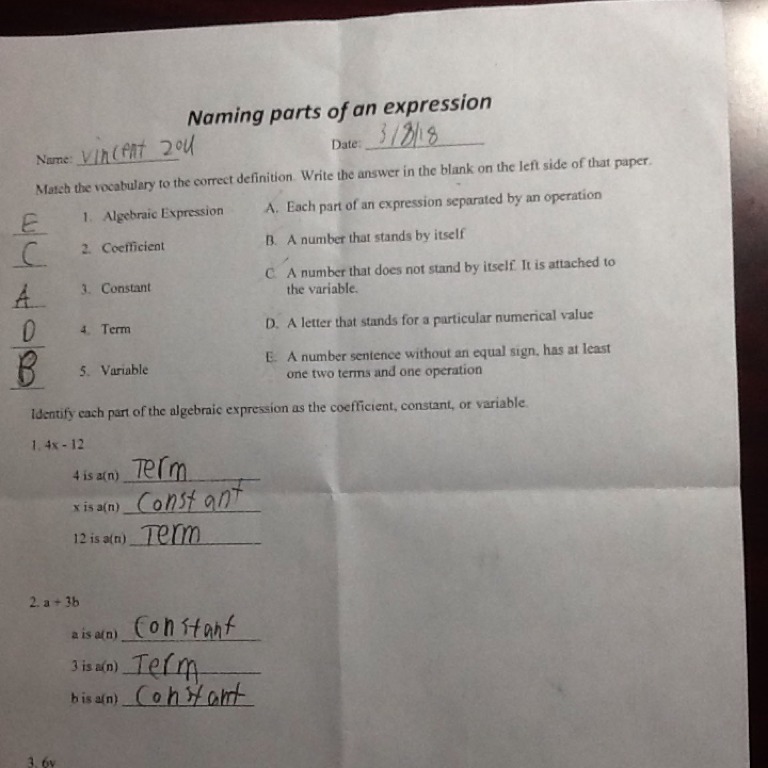 Naming parts of an expression
Name: Vincent zou Date: 3/8/18
Match the vocabulary to the correct definition. Write the answer in the blank on the left side of that paper.
E 1. Algebraic Expression A. Each part of an expression separated by an operation
C 2. Coefficient B. A number that stands by itself
A 3. Constant C. A number that does not stand by itself. It is attached to
the variable.
D 4. Term D. A letter that stands for a particular numerical value
B 5. Variable E. A number sentence without an equal sign, has at least
one two terms and one operation
Identify each part of the algebraic expression as the coefficient, constant, or variable.
1. 4x - 12
4 is a(n) Term
x is a(n) Constant
12 is a(n) Term
2. a + 3b
a is a(n) Constant
3 is a(n) Term
b is a(n) Constant
3. 6v